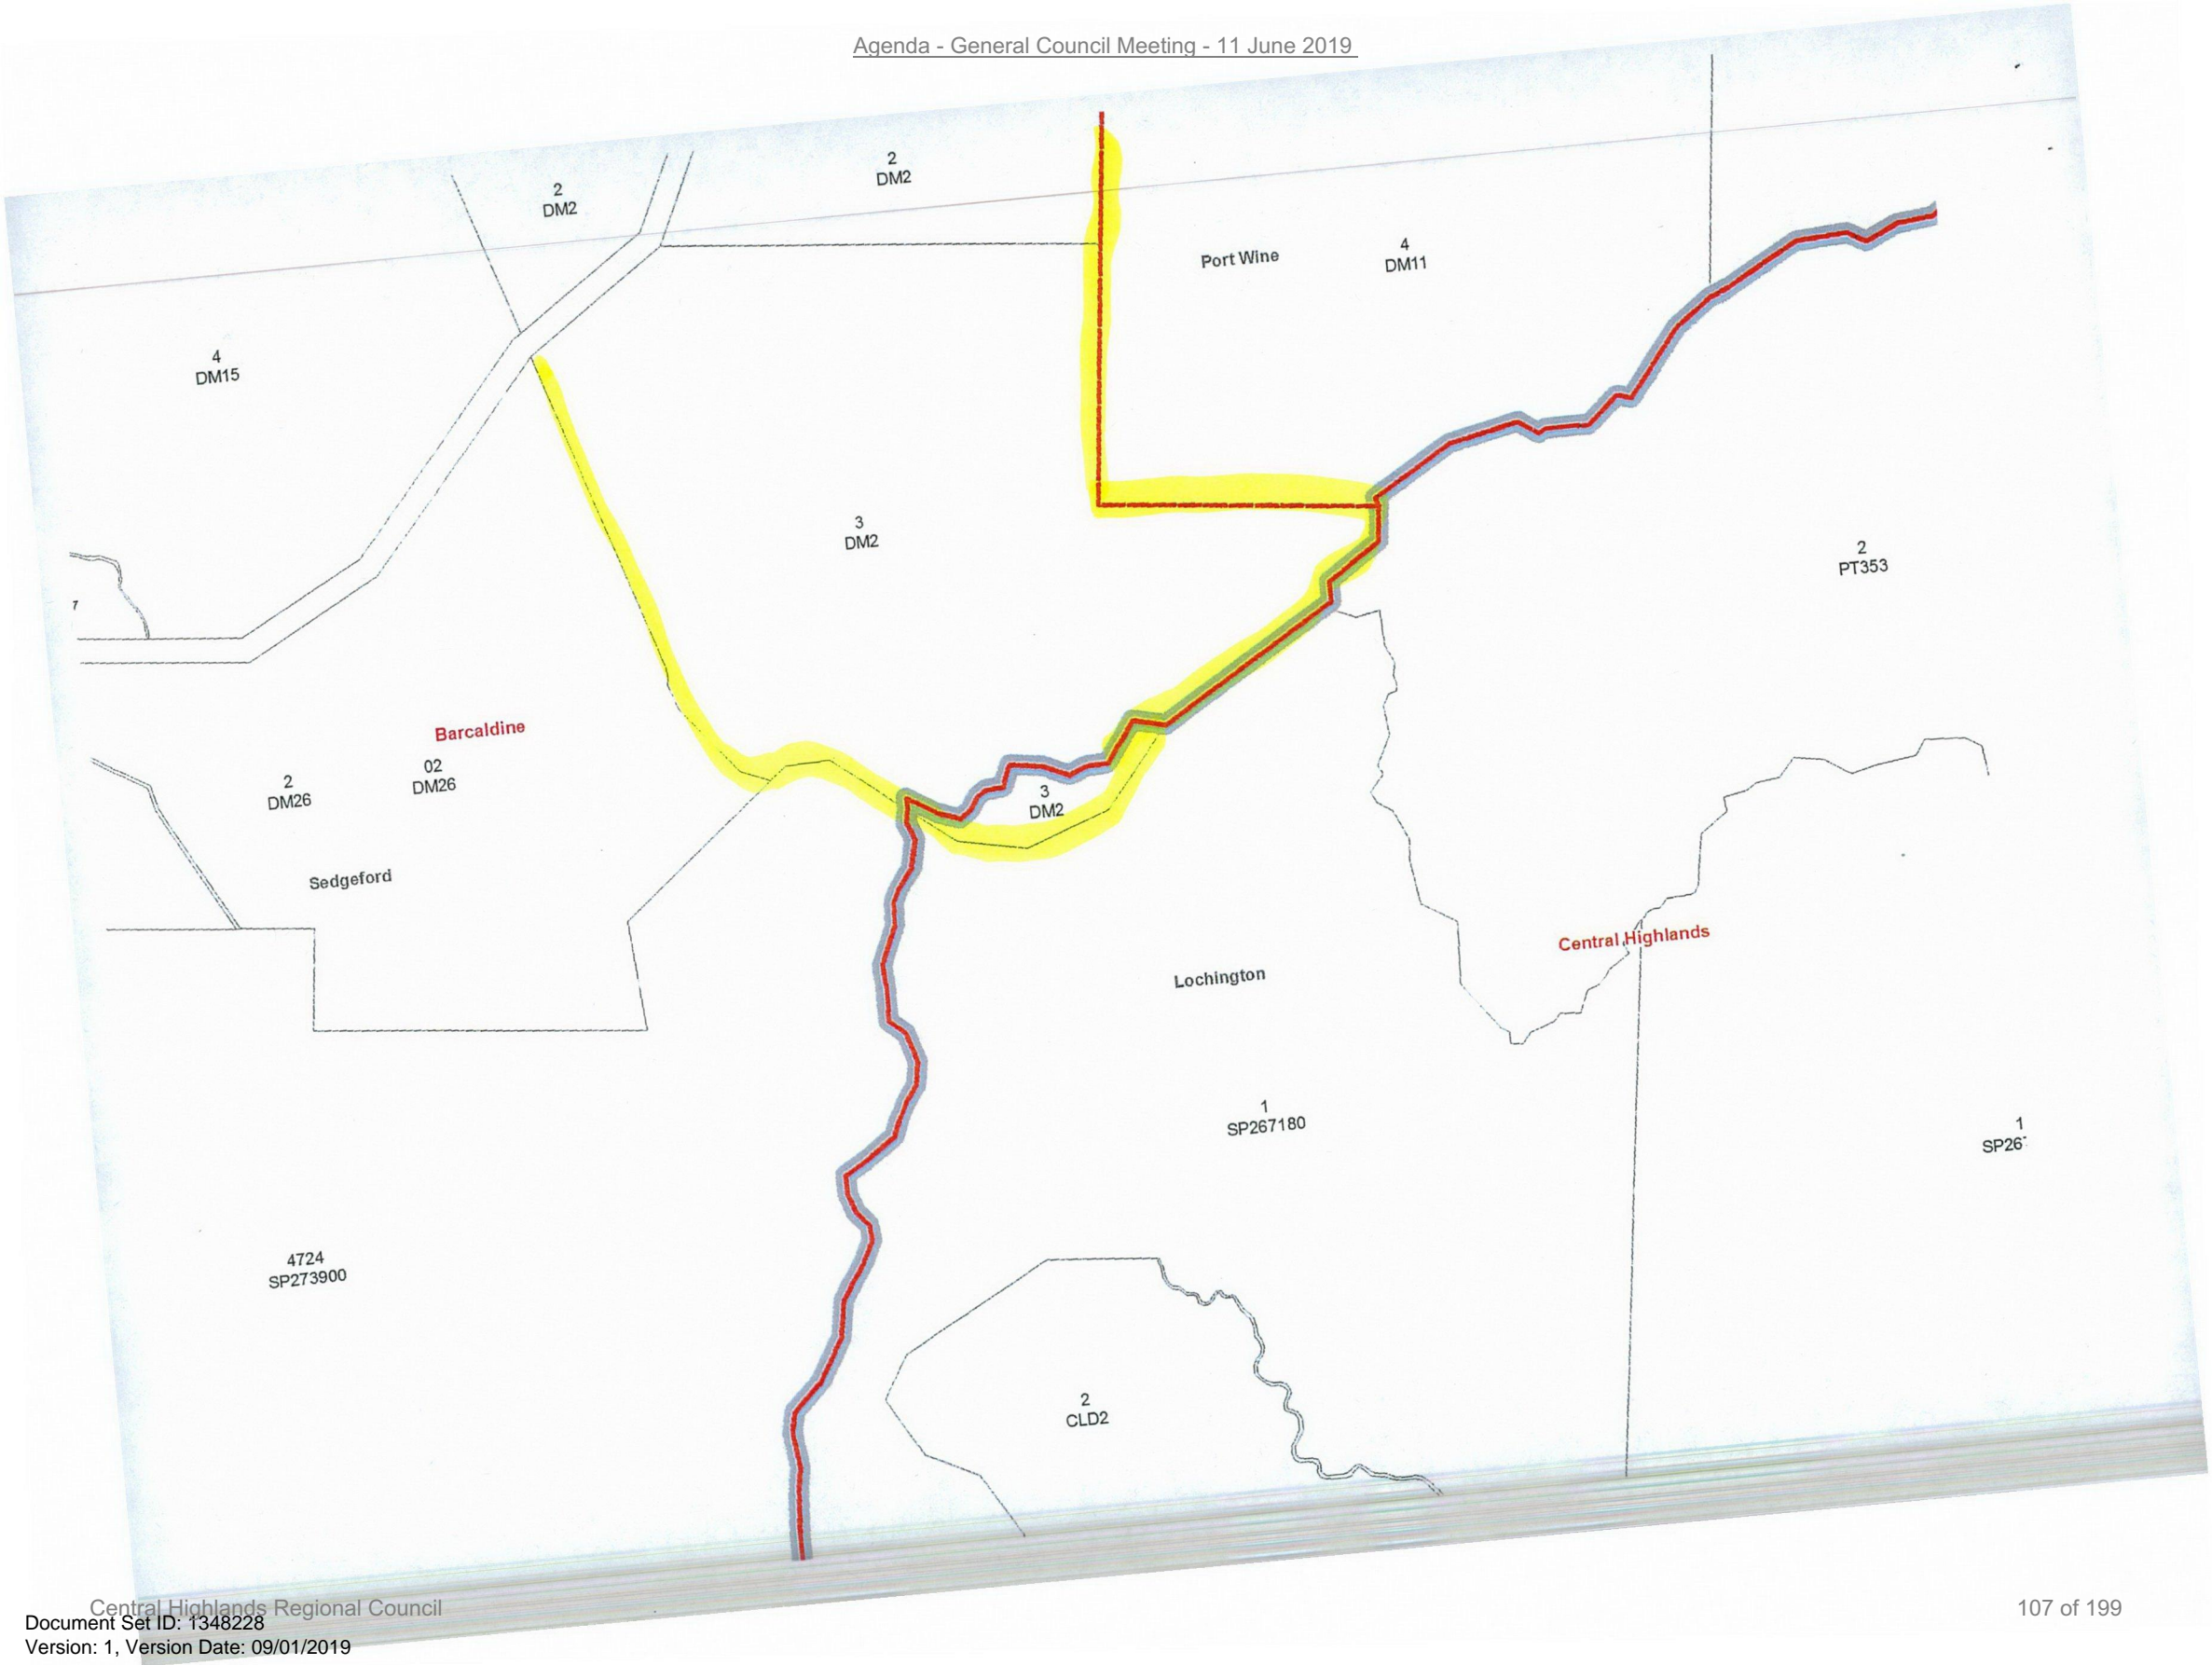 Agenda - General Council Meeting - 11 June 2019
2
DM2
2
DM2
Port Wine
4
DM11
4
DM15
3
DM2
2
PT353
7
Barcaldine
02
DM26
2
DM26
3
DM2
Sedgeford
Central Highlands
Lochington
1
SP267180
1
SP26
4724
SP273900
2
CLD2
Central Highlands Regional Council
107 of 199
Document Set ID: 1348228
Version: 1, Version Date: 09/01/2019